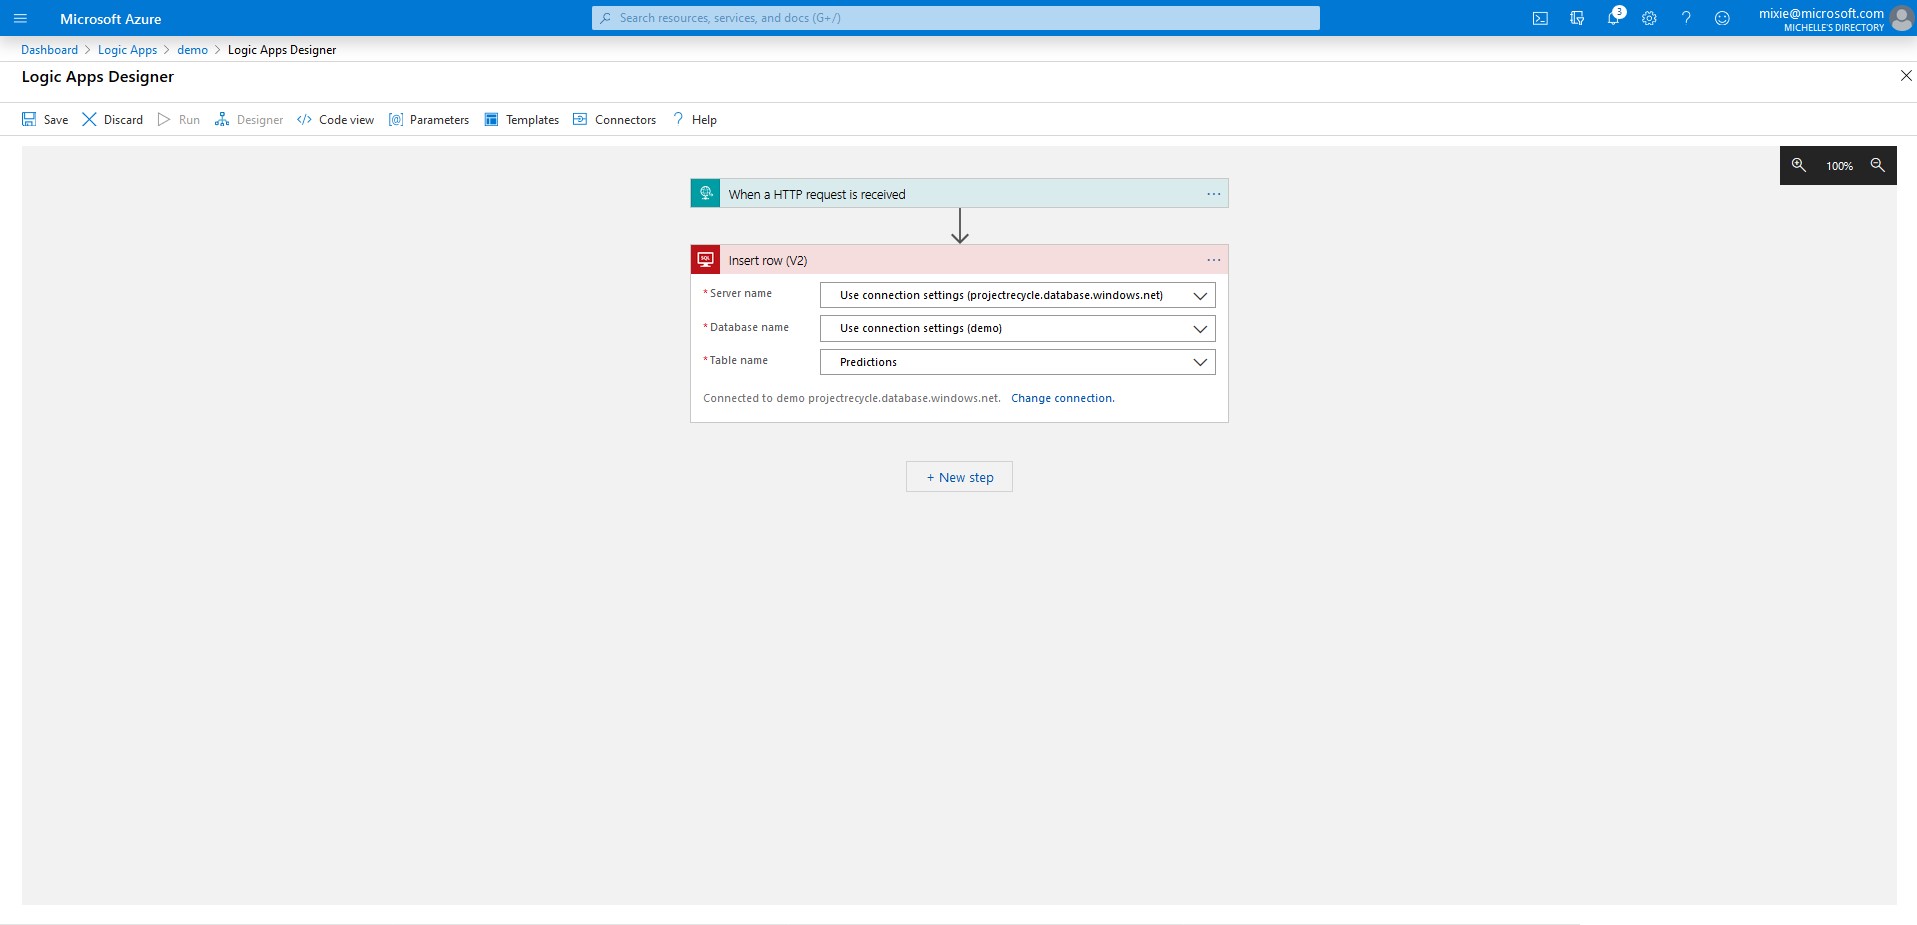 Microsoft Azure
Search resources, services, and docs (G+/)
3
mixie@microsoft.com
MICHELLE'S DIRECTORY
Dashboard > Logic Apps > demo > Logic Apps Designer
Logic Apps Designer
Save Discard Run Designer </> Code view [@] Parameters Templates Connectors ? Help
100%
When a HTTP request is received ...
SQL Insert row (V2) ...
* Server name Use connection settings (projectrecycle.database.windows.net)
* Database name Use connection settings (demo)
* Table name Predictions
Connected to demo projectrecycle.database.windows.net. Change connection.
+ New step